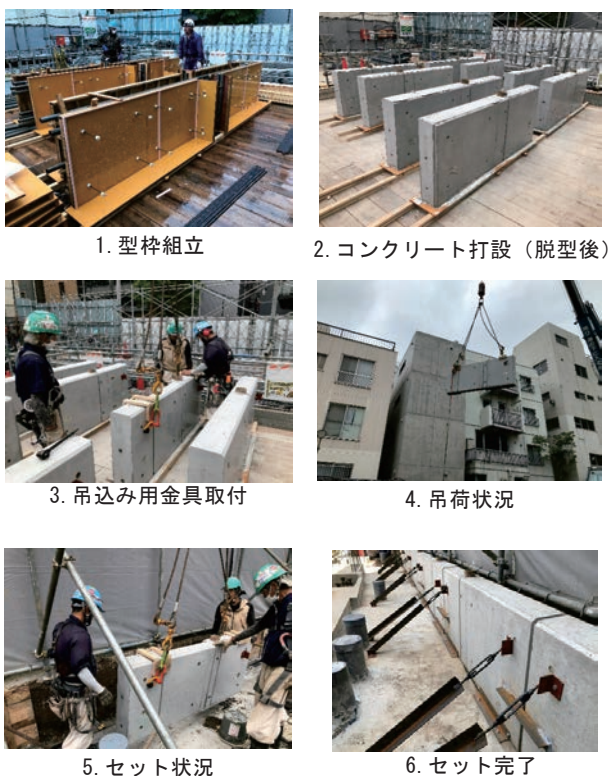 1. 型枠組立
2. コンクリート打設（脱型後）
3. 吊込み用金具取付
4. 吊荷状況
5. セット状況
6. セット完了